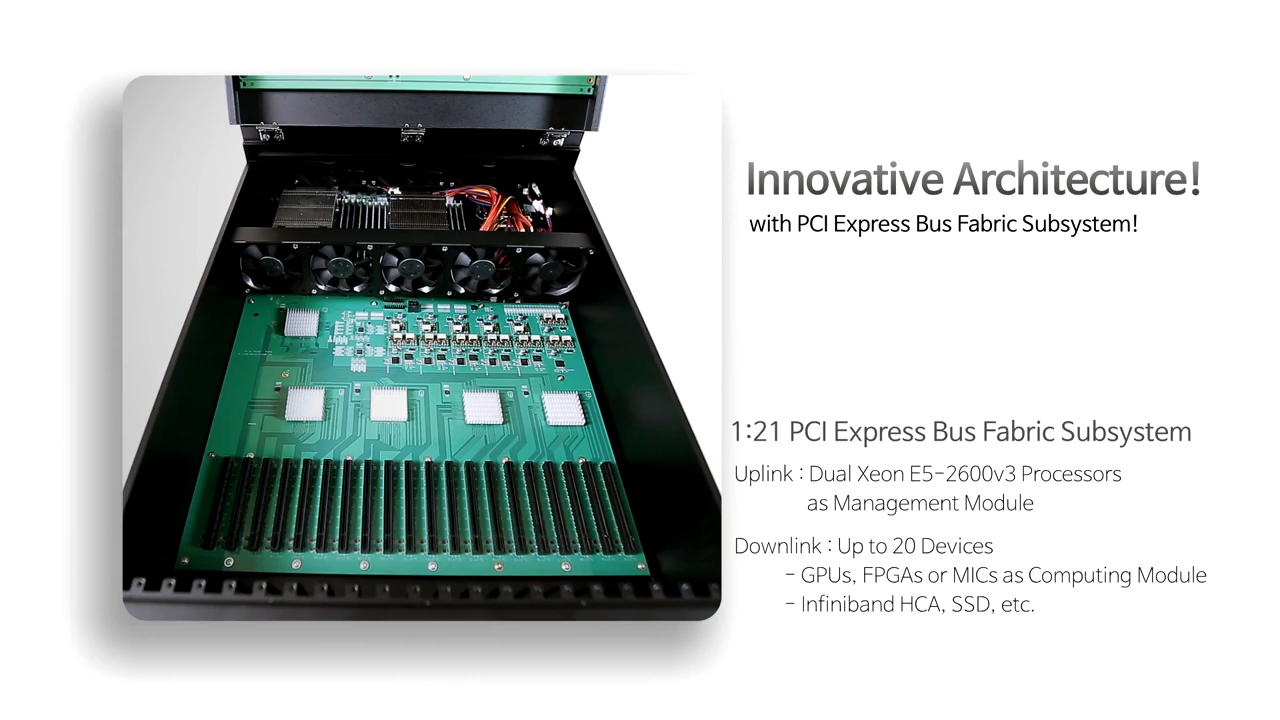 Innovative Architecture!
with PCI Express Bus Fabric Subsystem!
1:21 PCI Express Bus Fabric Subsystem
Uplink : Dual Xeon E5-2600v3 Processors
as Management Module
Downlink : Up to 20 Devices
- GPUs, FPGAs or MICs as Computing Module
- Infiniband HCA, SSD, etc.